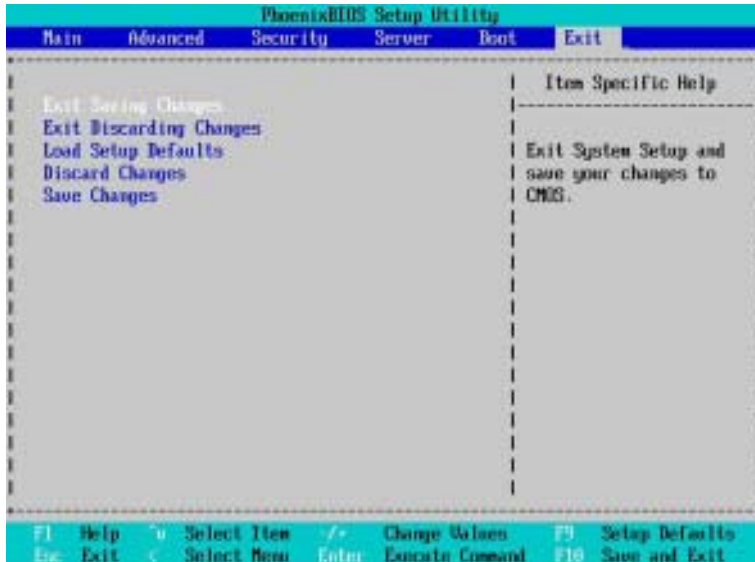 PhoenixBIOS Setup Utility
Main Advanced Security Server Boot Exit
Item Specific Help
Exit Saving Changes
Exit Discarding Changes
Load Setup Defaults
Exit System Setup and
Discard Changes
save your changes to
Save Changes
CMOS.
F1 Help Select Item -/+ Change Values F9 Setup Defaults
Esc Exit < Select Menu Enter Execute Command F10 Save and Exit